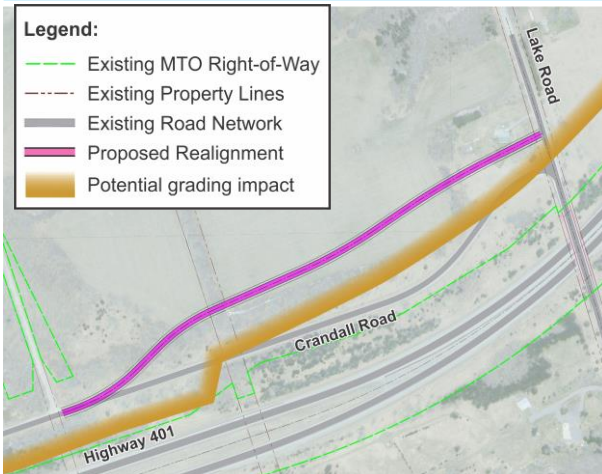 Legend:
Existing MTO Right-of-Way
Existing Property Lines
Existing Road Network
Proposed Realignment
Potential grading impact
Lake Road
Crandall Road
Highway 401